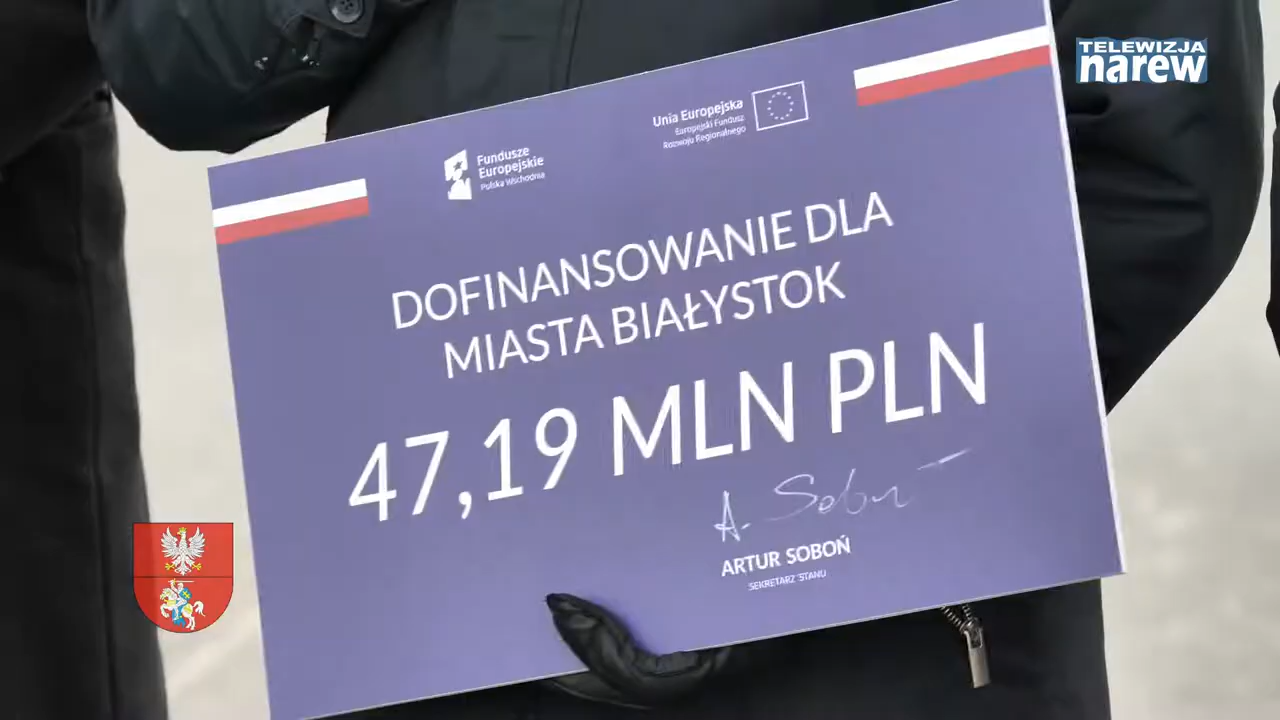 TELEWIZJA
narew
Unia Europejska
Europejski Fundusz
Rozwoju Regionalnego
Fundusze
Europejskie
Polska Wschodnia
DOFINANSOWANIE DLA
MIASTA BIAŁYSTOK
47,19 MLN PLN
A. Soboń
ARTUR SOBOŃ
SEKRETARZ STANU